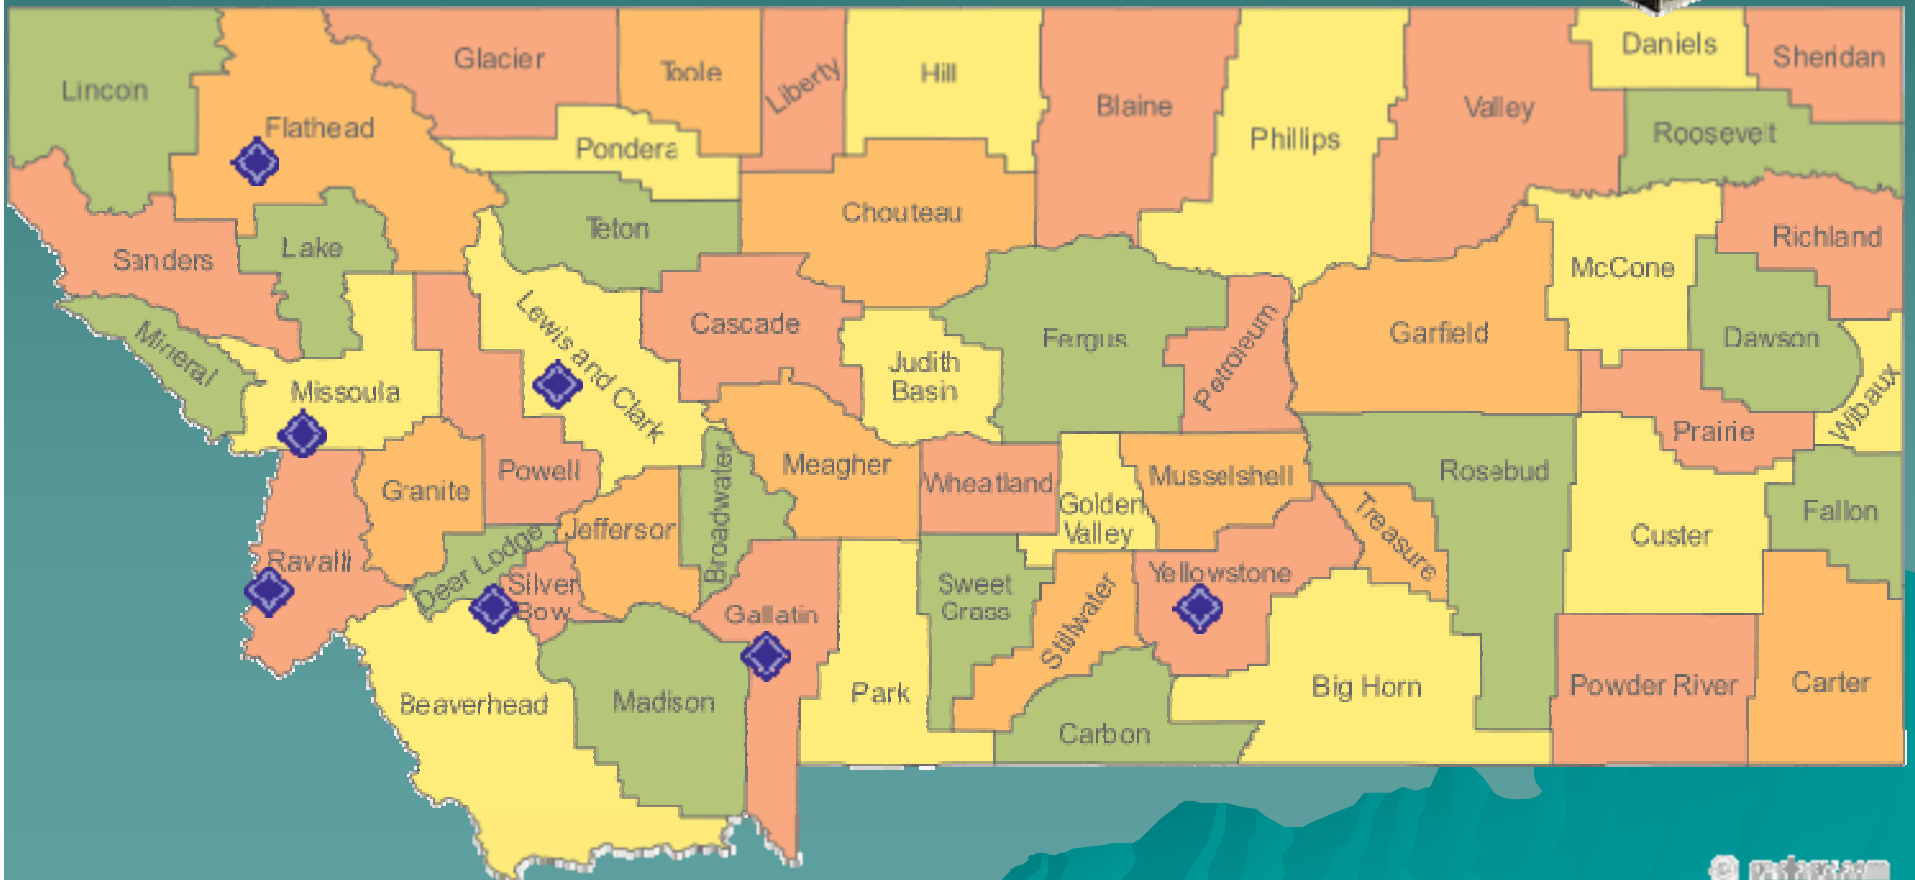 Lincoln
Flathead
Glacier
Toole
Liberty
Hill
Blaine
Phillips
Valley
Daniels
Sheridan
Roosevelt
Pondera
Teton
Chouteau
Sanders
Lake
Mineral
Missoula
Lewis and Clark
Cascade
Judith
Basin
Fergus
Petroleum
Garfield
McCone
Richland
Dawson
Wibaux
Prairie
Powell
Granite
Ravalli
Deer Lodge
Silver
Bow
Jefferson
Broadwater
Meagher
Wheatland
Golden
Valley
Musselshell
Treasure
Rosebud
Custer
Fallon
Beaverhead
Madison
Gallatin
Park
Sweet
Grass
Stillwater
Yellowstone
Carbon
Big Horn
Powder River
Carter